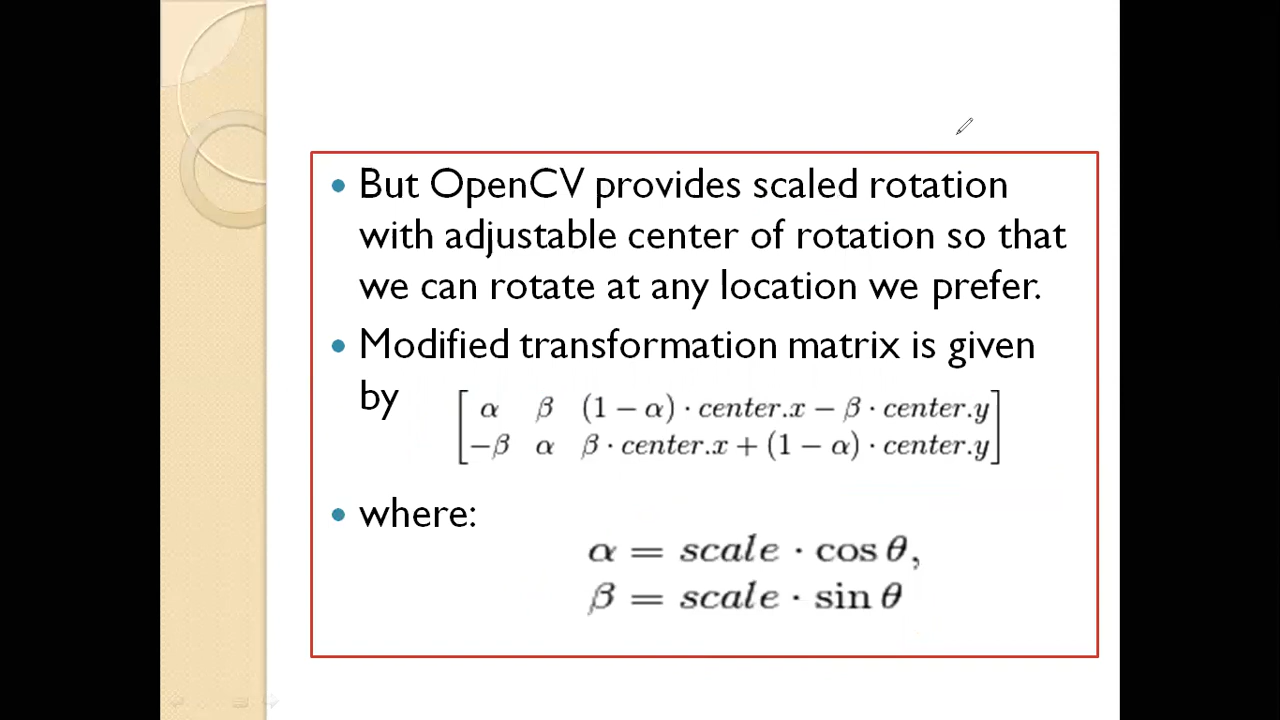 But OpenCV provides scaled rotation
with adjustable center of rotation so that
we can rotate at any location we prefer.
Modified transformation matrix is given
by
α β (1 − α) · center.x − β · center.y
−β α β · center.x + (1 − α) · center.y
where:
α = scale · cos θ,
β = scale · sin θ